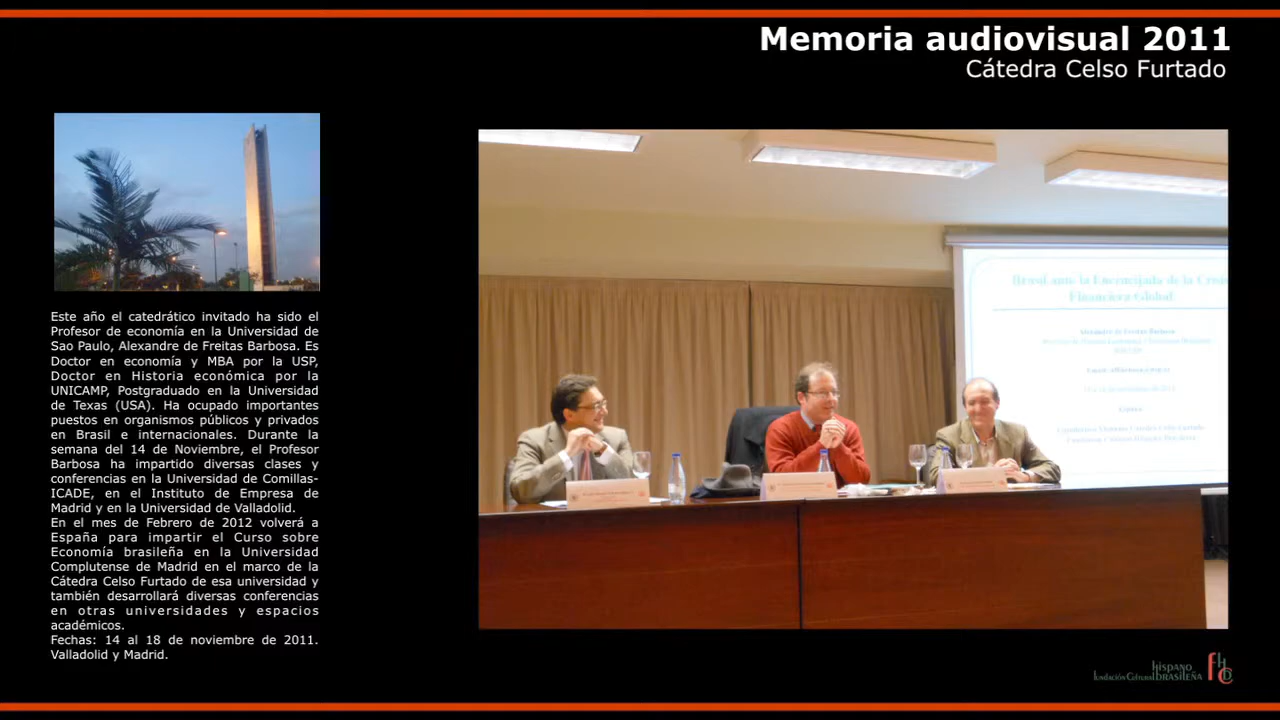 Memoria audiovisual 2011
Cátedra Celso Furtado
Este año el catedrático invitado ha sido el
Profesor de economía en la Universidad de
Sao Paulo, Alexandre de Freitas Barbosa. Es
Doctor en economía y MBA por la USP,
Doctor en Historia económica por la
UNICAMP, Postgraduado en la Universidad
de Texas (USA). Ha ocupado importantes
puestos en organismos públicos y privados
en Brasil e internacionales. Durante la
semana del 14 de Noviembre, el Profesor
Barbosa ha impartido diversas clases y
conferencias en la Universidad de Comillas-
ICADE, en el Instituto de Empresa de
Madrid y en la Universidad de Valladolid.
En el mes de Febrero de 2012 volverá a
España para impartir el Curso sobre
Economía brasileña en la Universidad
Complutense de Madrid en el marco de la
Cátedra Celso Furtado de esa universidad y
también desarrollará diversas conferencias
en otras universidades y espacios
académicos.
Fechas: 14 al 18 de noviembre de 2011.
Valladolid y Madrid.
Brasil ante la Encrucijada de la Crisis
Financiera Global
Alexandre de Freitas Barbosa
hispano
fundación Cultural BRASILEÑA